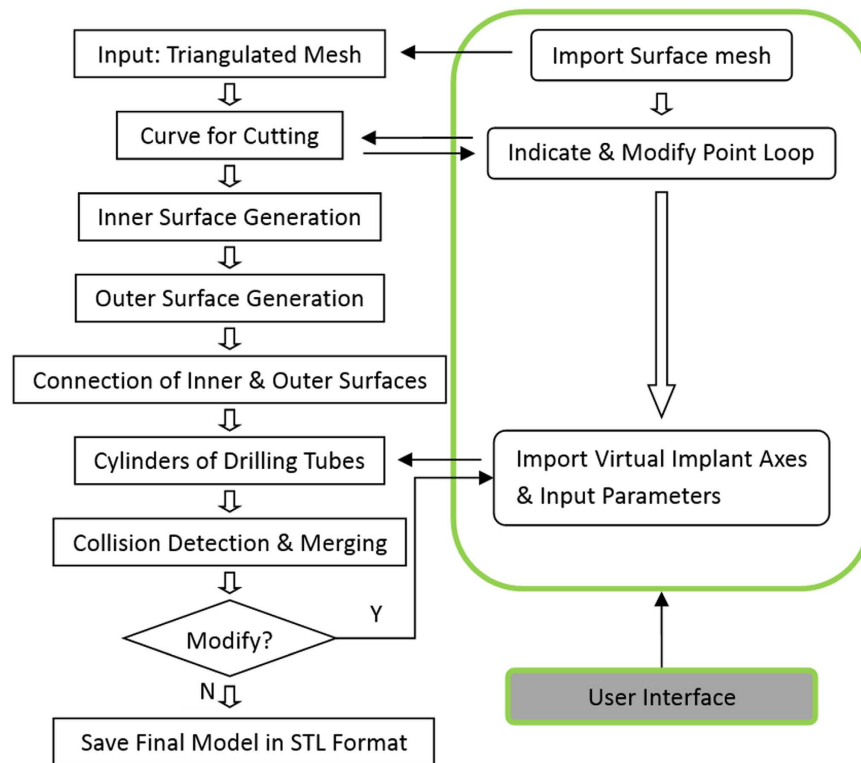 Input: Triangulated Mesh
Import Surface mesh
Curve for Cutting
Indicate & Modify Point Loop
Inner Surface Generation
Outer Surface Generation
Connection of Inner & Outer Surfaces
Cylinders of Drilling Tubes
Import Virtual Implant Axes
& Input Parameters
Collision Detection & Merging
Modify?
Y
N
User Interface
Save Final Model in STL Format